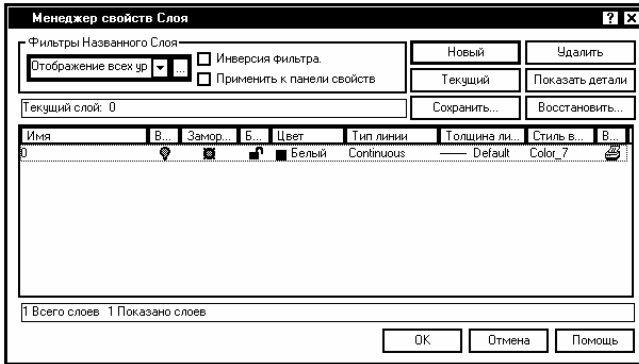 Менеджер свойств Слоя
Фильтры Названного Слоя
Отображение всех ур
...
Инверсия фильтра.
Применить к панели свойств
Новый
Удалить
Текущий
Показать детали
Сохранить...
Восстановить...
Текущий слой: 0
Имя В... Замор... Б... Цвет Тип линии Толщина ли... Стиль в... В...
0 Белый Continuous Default Color_7
1 Всего слоев 1 Показано слоев
OK Отмена Помощь